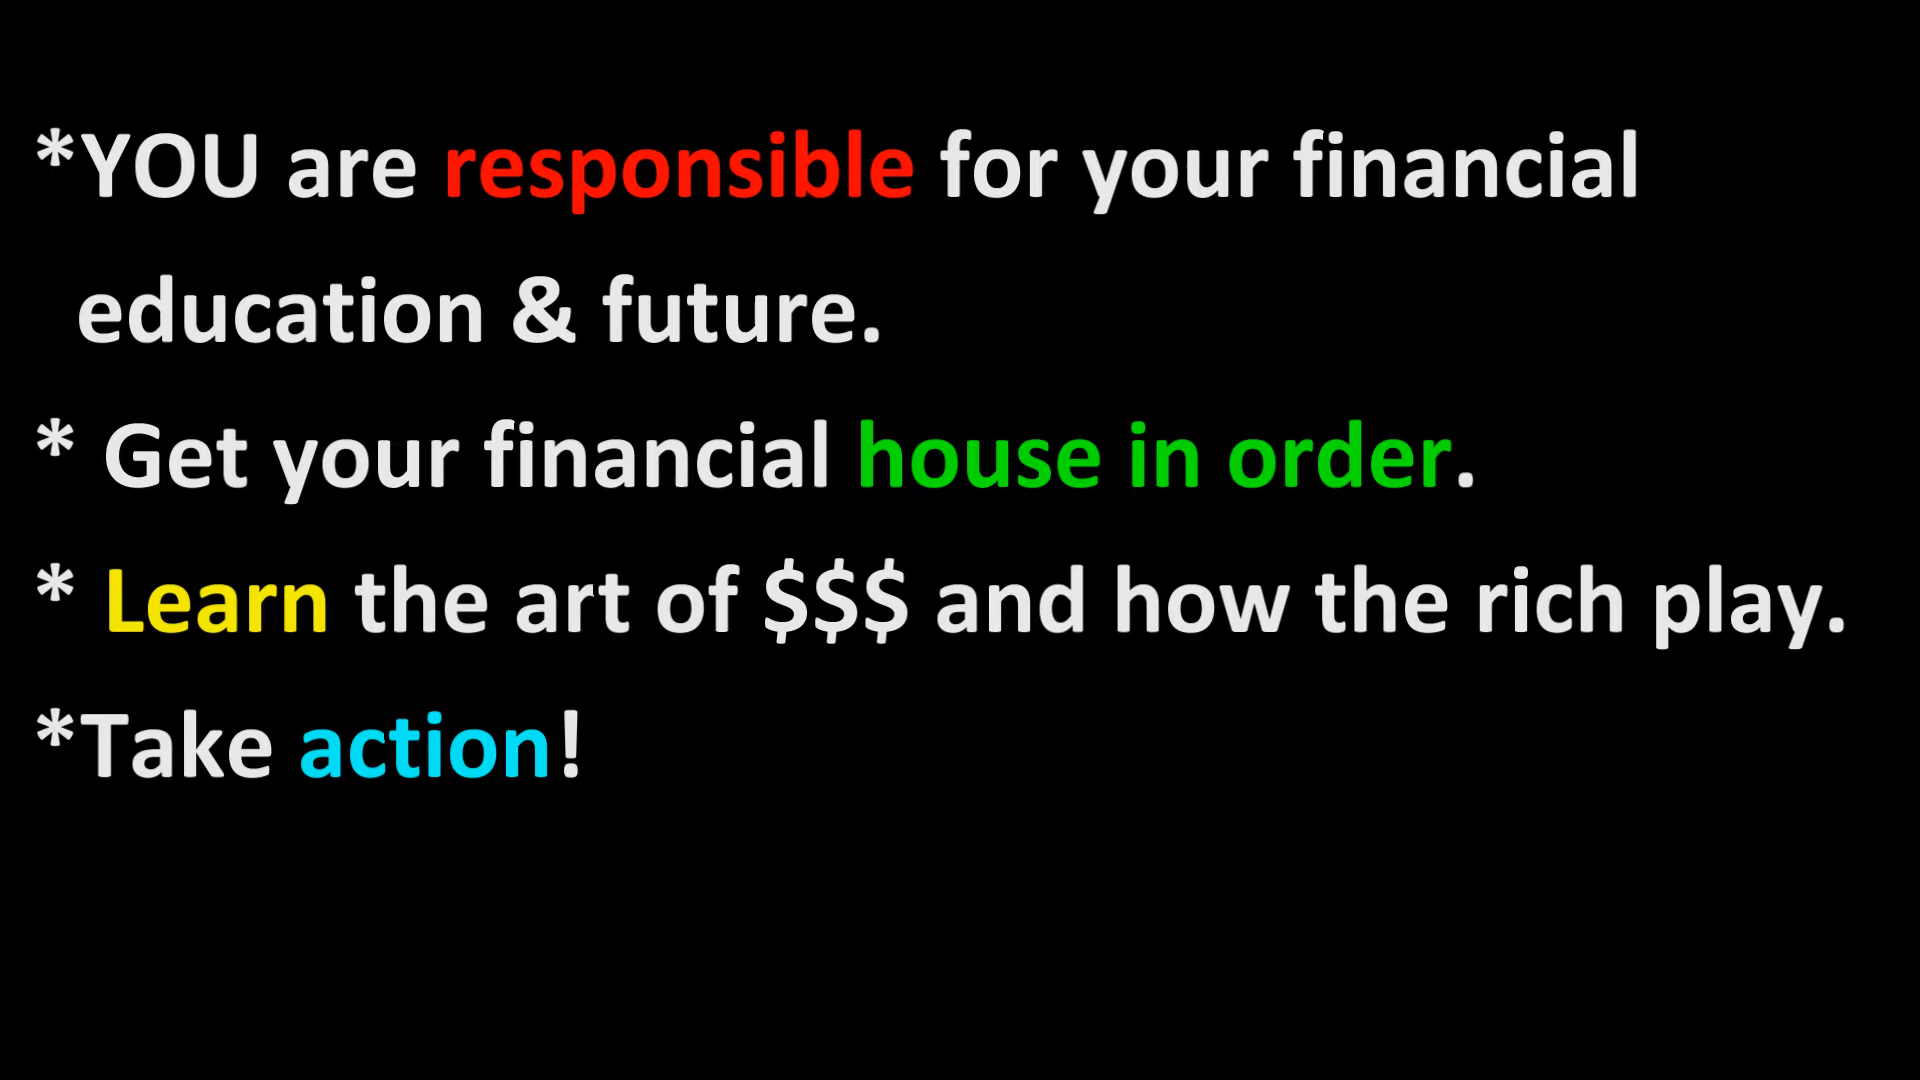 *YOU are responsible for your financial
education & future.
* Get your financial house in order.
* Learn the art of $$$ and how the rich play.
*Take action!